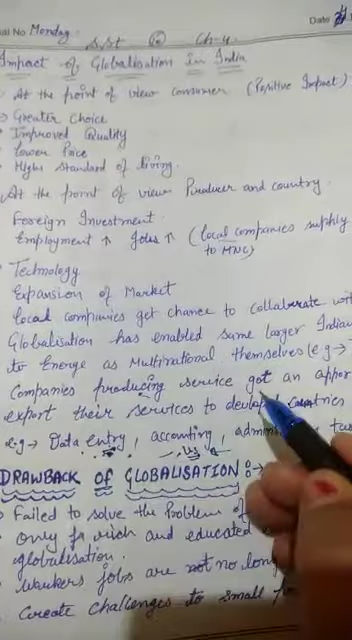 Monday
Date
S.St Ch-4
Impact of Globalisation in India
At the point of view consumer (Positive Impact)
Greater Choice
Improved Quality
Lower Price
High Standard of living.
At the point of view Producer and country
Foreign Investment
Employment ↑ Jobs ↑ (local companies supply
to MNC)
Technology
Expansion of Market
local companies get chance to collaborate
Globalisation has enabled some larger Indian
to Emerge as Multinational themselves (e.g →
Companies producing service got an
export their services to
e.g → Data entry, accounting,
DRAWBACK OF GLOBALISATION :→
Failed to solve the Problem of
only for rich and educated
globalisation.
Workers jobs are not no long
Create challenges to small